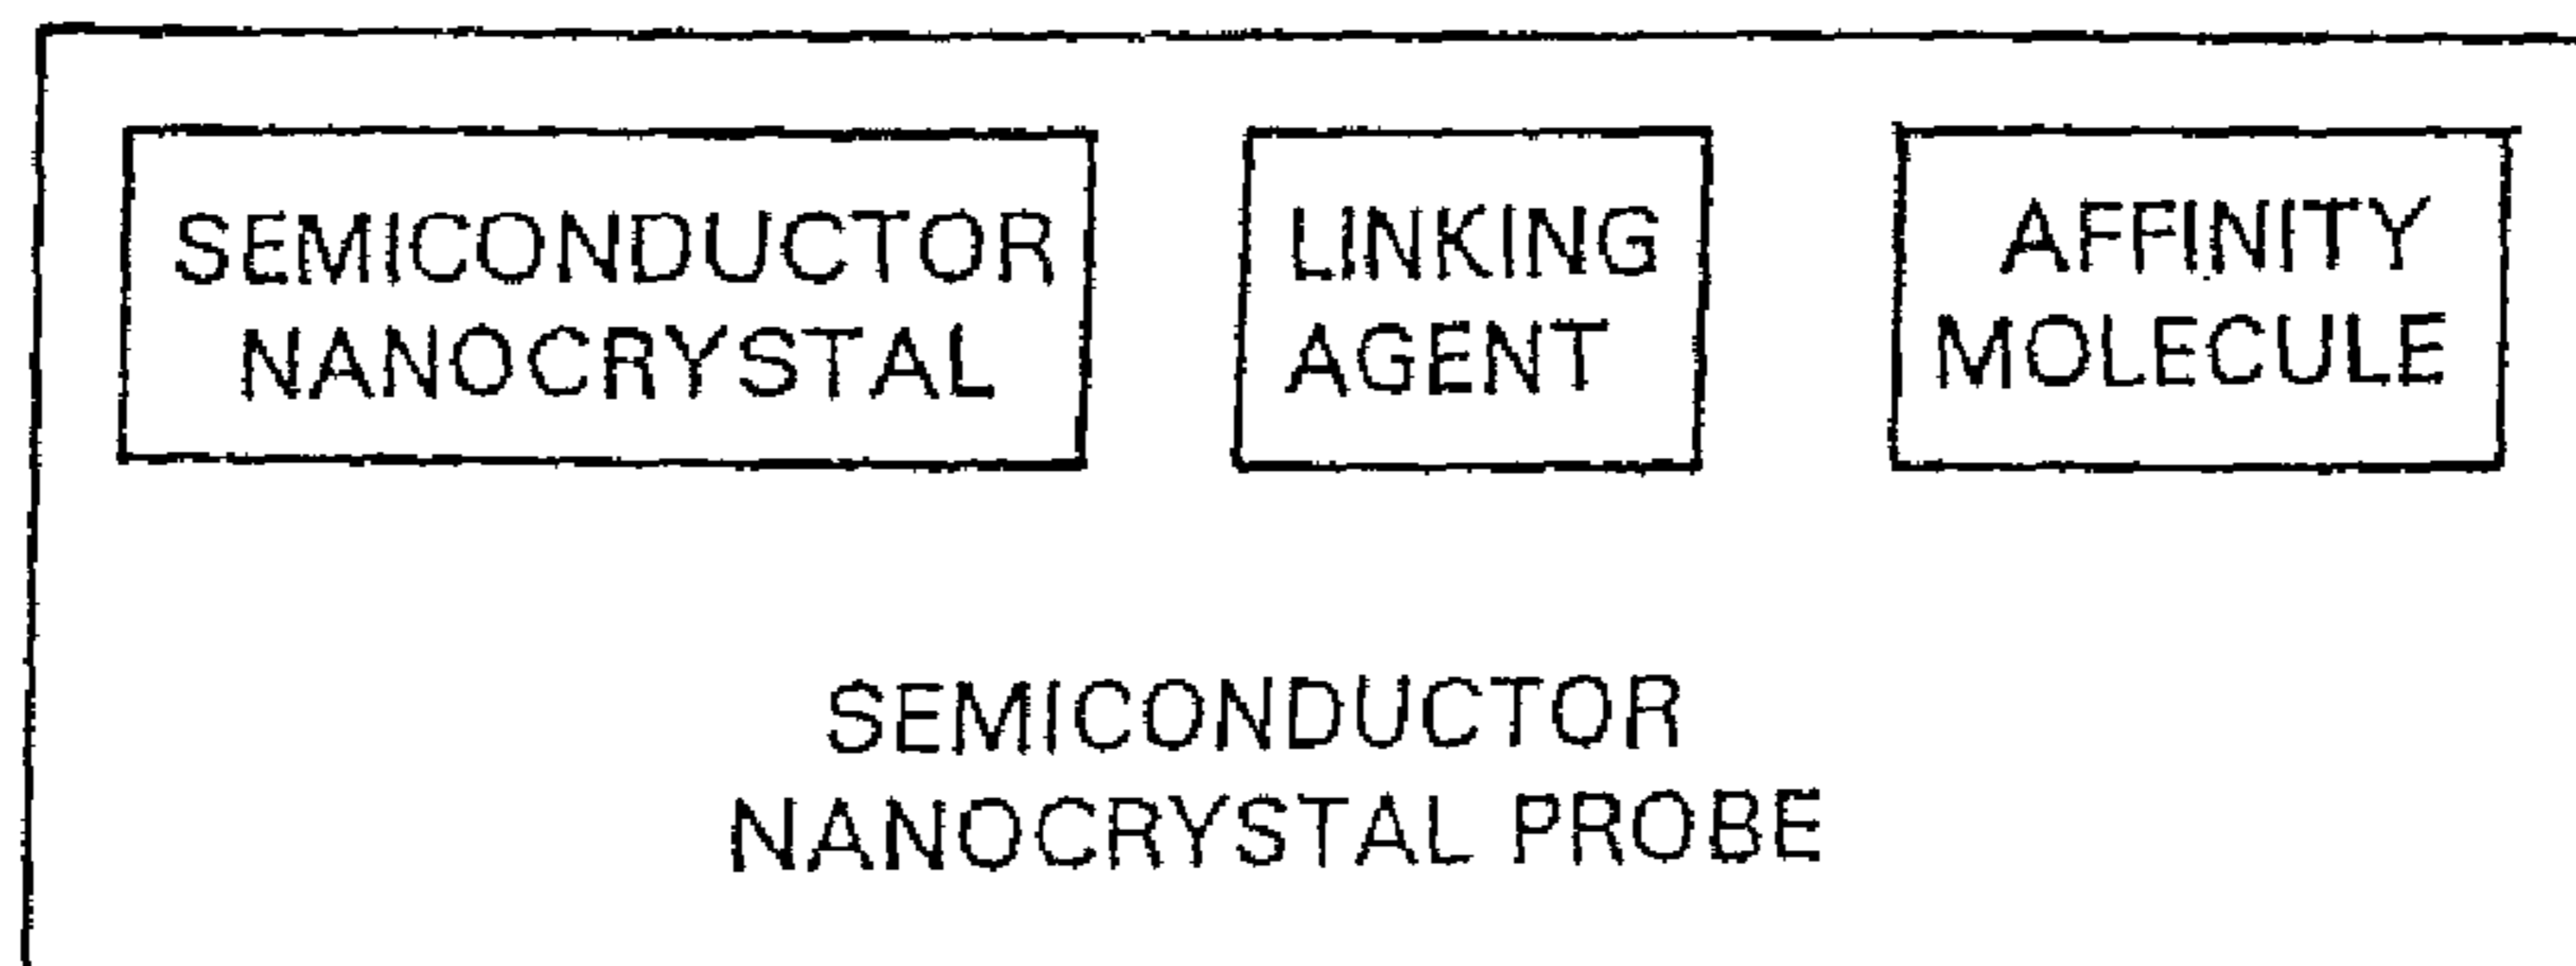 SEMICONDUCTOR
NANOCRYSTAL
LINKING
AGENT
AFFINITY
MOLECULE
SEMICONDUCTOR
NANOCRYSTAL PROBE